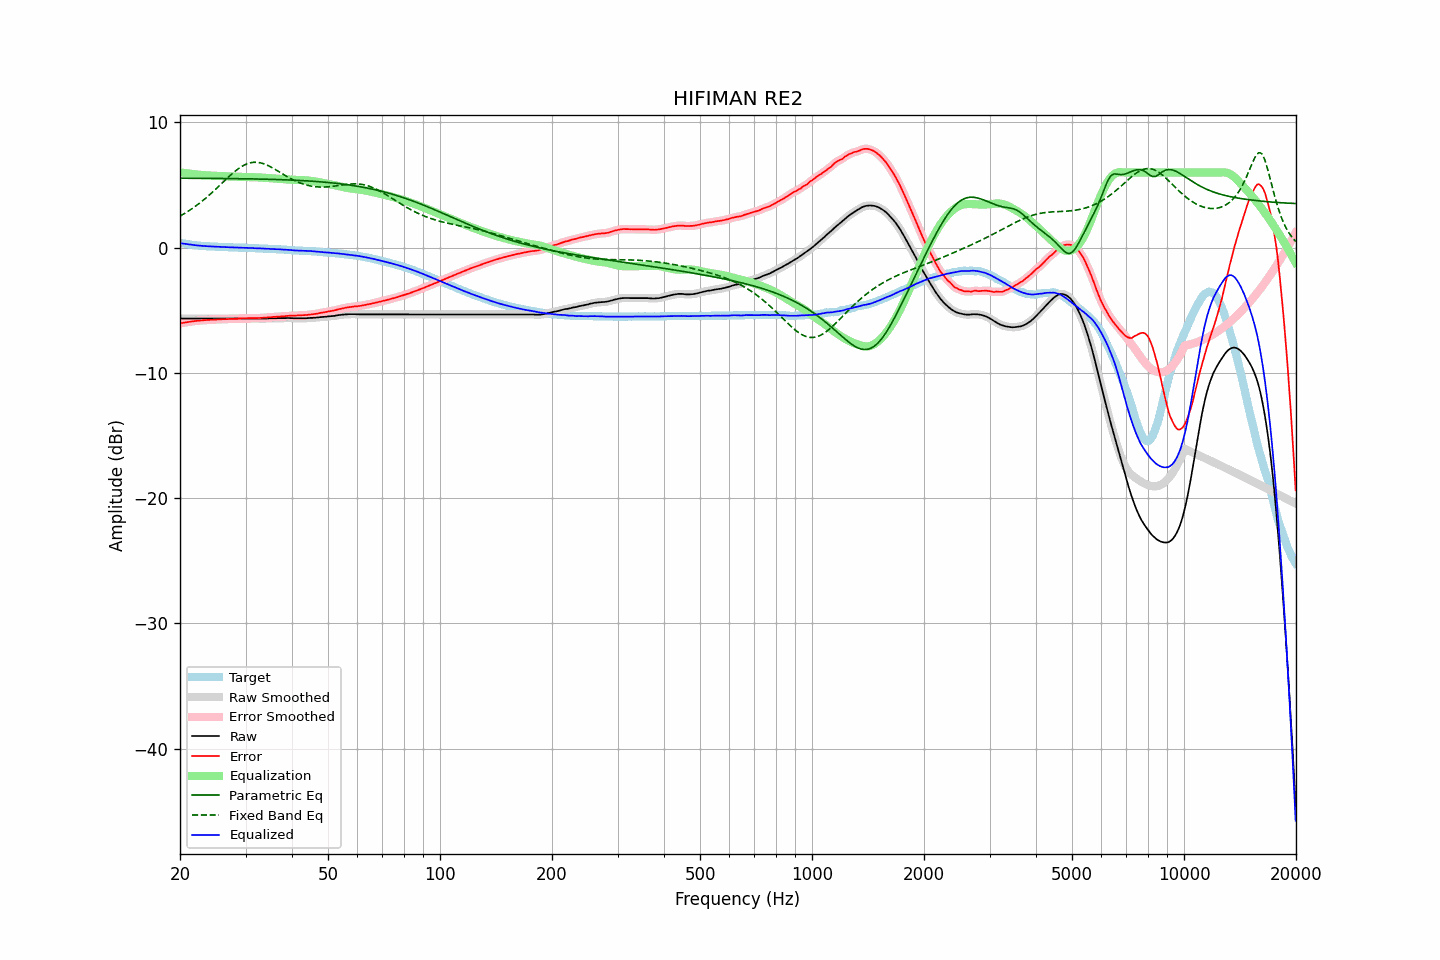 HIFIMAN RE2
10
0
−10
−20
−30
−40
Amplitude (dBr)
Target
Raw Smoothed
Error Smoothed
Raw
Error
Equalization
Parametric Eq
Fixed Band Eq
Equalized
20 50 100 200 500 1000 2000 5000 10000 20000
Frequency (Hz)